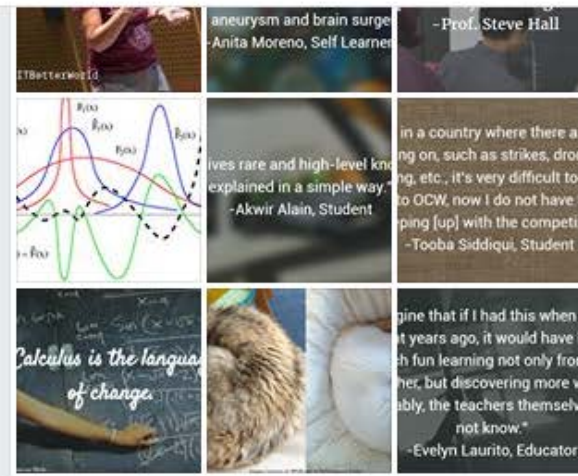 ITBetterWorld
aneurysm and brain surge
-Anita Moreno, Self Learner
-Prof. Steve Hall
ives rare and high-level kno
explained in a simple way."
-Akwir Alain, Student
in a country where there a
ng on, such as strikes, dro
ng, etc., it's very difficult to
to OCW, now I do not have
ping [up] with the competi
-Tooba Siddiqui, Student
Calculus is the langua
of change.
gine that if I had this when
t years ago, it would have
ch fun learning not only fro
her, but discovering more w
ably, the teachers themselv
not know."
-Evelyn Laurito, Educator